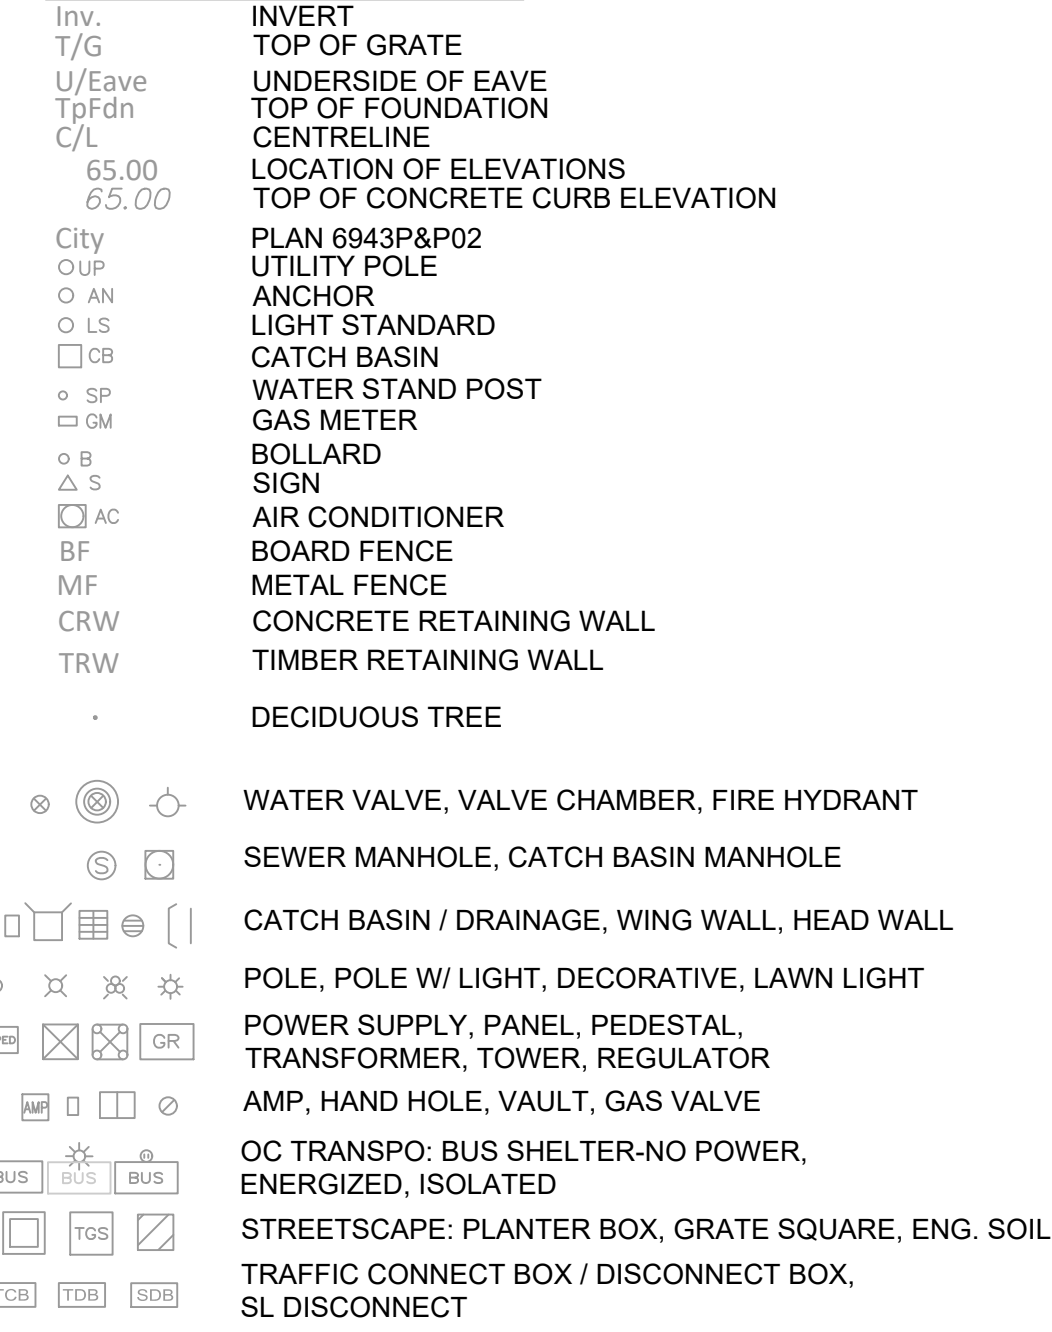 Inv. INVERT
T/G TOP OF GRATE
U/Eave UNDERSIDE OF EAVE
TpFdn TOP OF FOUNDATION
C/L CENTRELINE
65.00 LOCATION OF ELEVATIONS
65.00 TOP OF CONCRETE CURB ELEVATION
City PLAN 6943P&P02
UP UTILITY POLE
AN ANCHOR
LS LIGHT STANDARD
CB CATCH BASIN
SP WATER STAND POST
GM GAS METER
B BOLLARD
S SIGN
AC AIR CONDITIONER
BF BOARD FENCE
MF METAL FENCE
CRW CONCRETE RETAINING WALL
TRW TIMBER RETAINING WALL
DECIDUOUS TREE
WATER VALVE, VALVE CHAMBER, FIRE HYDRANT
S SEWER MANHOLE, CATCH BASIN MANHOLE
CATCH BASIN / DRAINAGE, WING WALL, HEAD WALL
POLE, POLE W/ LIGHT, DECORATIVE, LAWN LIGHT
PED GR POWER SUPPLY, PANEL, PEDESTAL,
TRANSFORMER, TOWER, REGULATOR
AMP AMP, HAND HOLE, VAULT, GAS VALVE
BUS BUS BUS OC TRANSPO: BUS SHELTER-NO POWER,
ENERGIZED, ISOLATED
TGS STREETSCAPE: PLANTER BOX, GRATE SQUARE, ENG. SOIL
TCB TDB SDB TRAFFIC CONNECT BOX / DISCONNECT BOX,
SL DISCONNECT